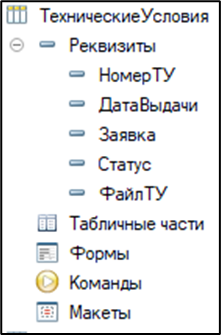 ТехническиеУсловия
Реквизиты
НомерТУ
ДатаВыдачи
Заявка
Статус
ФайлТУ
Табличные части
Формы
Команды
Макеты